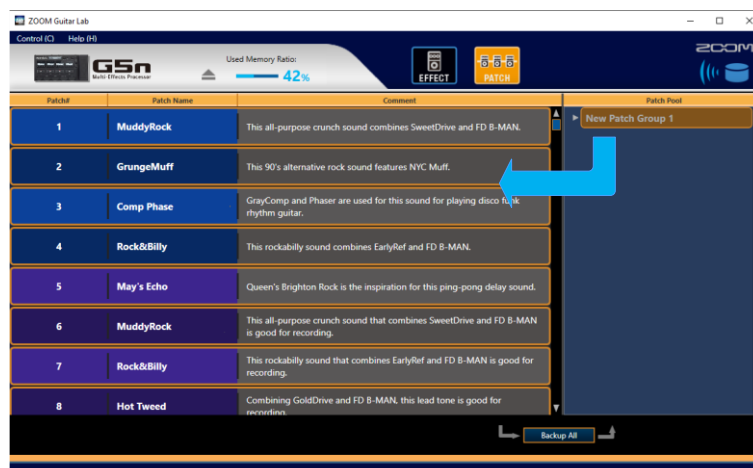 ZOOM Guitar Lab
Control (C) Help (H)
G5n
Multi-Effects Processor
Used Memory Ratio:
42%
EFFECT
PATCH
ZOOM
Patch#
Patch Name
Comment
Patch Pool
1
MuddyRock
This all-purpose crunch sound combines SweetDrive and FD B-MAN.
New Patch Group 1
2
GrungeMuff
This 90's alternative rock sound features NYC Muff.
3
Comp Phase
GrayComp and Phaser are used for this sound for playing disco funk
rhythm guitar.
4
Rock&Billy
This rockabilly sound combines EarlyRef and FD B-MAN.
5
May's Echo
Queen's Brighton Rock is the inspiration for this ping-pong delay sound.
6
MuddyRock
This all-purpose crunch sound that combines SweetDrive and FD B-MAN
is good for recording.
7
Rock&Billy
This rockabilly sound that combines EarlyRef and FD B-MAN is good for
recording.
8
Hot Tweed
Combining GoldDrive and FD B-MAN, this lead tone is good for
recording.
Backup All